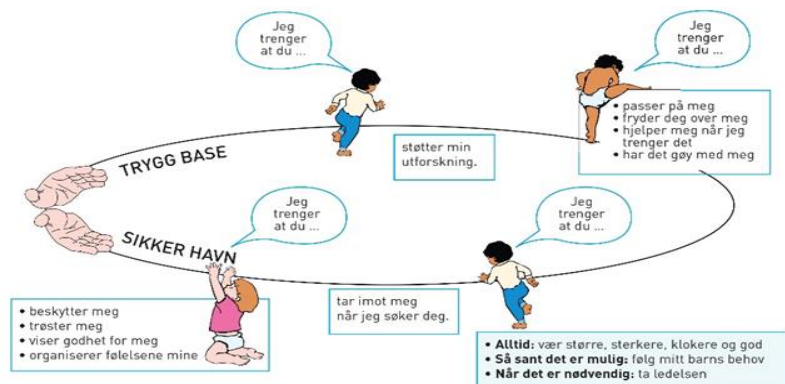 Jeg
trenger
at du ...
Jeg
trenger
at du ...
• passer på meg
• fryder deg over meg
• hjelper meg når jeg
trenger det
• har det gøy med meg
støtter min
utforskning.
TRYGG BASE
SIKKER HAVN
Jeg
trenger
at du ...
Jeg
trenger
at du ...
• beskytter meg
• trøster meg
• viser godhet for meg
• organiserer følelsene mine
tar imot meg
når jeg søker deg.
• Alltid: vær større, sterkere, klokere og god
• Så sant det er mulig: følg mitt barns behov
• Når det er nødvendig: ta ledelsen